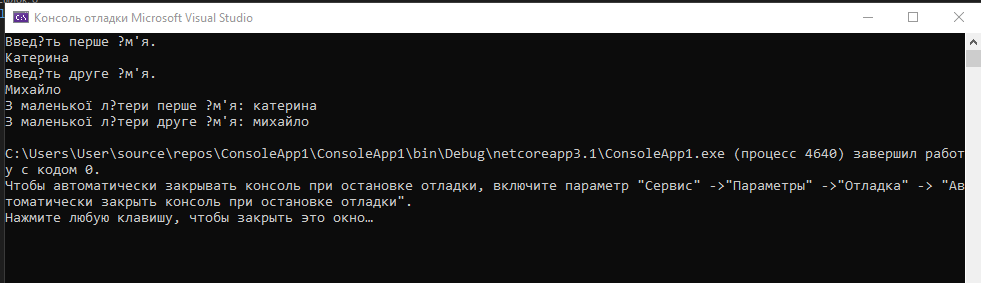 Консоль отладки Microsoft Visual Studio
Введ?ть перше ?м'я.
Катерина
Введ?ть друге ?м'я.
Михайло
З маленької л?тери перше ?м'я: катерина
З маленької л?тери друге ?м'я: михайло
C:\Users\User\source\repos\ConsoleApp1\ConsoleApp1\bin\Debug\netcoreapp3.1\ConsoleApp1.exe (процесс 4640) завершил работ
у с кодом 0.
Чтобы автоматически закрывать консоль при остановке отладки, включите параметр "Сервис" ->"Параметры" ->"Отладка" -> "Ав
томатически закрыть консоль при остановке отладки".
Нажмите любую клавишу, чтобы закрыть это окно…